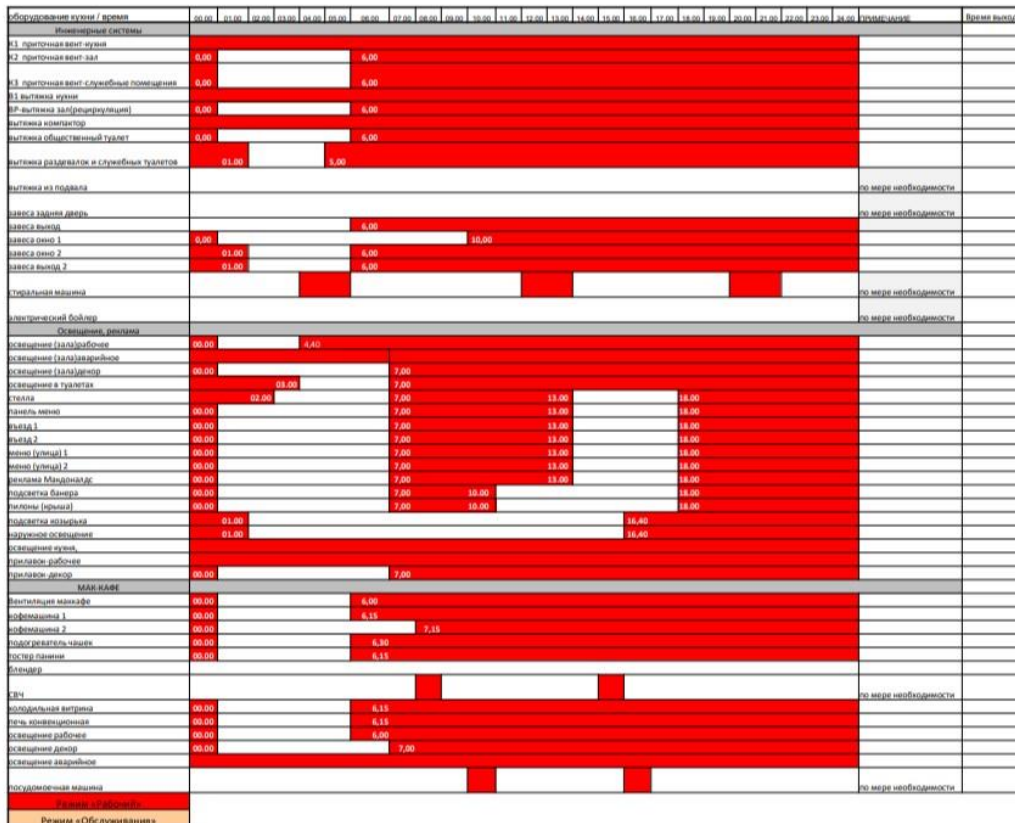 оборудование кухни / время 00.00 01.00 02.00 03.00 04.00 05.00 06.00 07.00 08.00 09.00 10.00 11.00 12.00 13.00 14.00 15.00 16.00 17.00 18.00 19.00 20.00 21.00 22.00 23.00 24.00 ПРИМЕЧАНИЕ Время выход
Инженерные системы
К1 приточная вент-кухня
К2 приточная вент-зал 0,00 6,00
К3 приточная вент-служебные помещения 0,00 6,00
В1 вытяжка кухни
ВР-вытяжка зал(рециркуляция) 0,00 6,00
вытяжка компактор
вытяжка общественный туалет 0,00 6,00
вытяжка раздевалок и служебных туалетов 01.00 5,00
вытяжка из подвала по мере необходимости
завеса задняя дверь по мере необходимости
завеса выход 6,00
завеса окно 1 0,00 10,00
завеса окно 2 01.00 6,00
завеса выход 2 01.00 6,00
стиральная машина по мере необходимости
электрический бойлер по мере необходимости
Освещение, реклама
освещение (зала)рабочее 00.00 4,40
освещение (зала)аварийное
освещение (зала)декор 00.00 7,00
освещение в туалетах 03.00 7,00
стелла 02.00 7,00 13.00 18.00
панель меню 00.00 7,00 13.00 18.00
въезд 1 00.00 7,00 13.00 18.00
въезд 2 00.00 7,00 13.00 18.00
меню (улица) 1 00.00 7,00 13.00 18.00
меню (улица) 2 00.00 7,00 13.00 18.00
реклама Макдоналдс 00.00 7,00 13.00 18.00
подсветка банера 00.00 7,00 10.00 18.00
пилоны (крыша) 00.00 7,00 10.00 18.00
подсветка козырька 01.00 16,40
наружное освещение 01.00 16,40
освещение кухня,
прилавок-рабочее
прилавок-декор 00.00 7,00
МАК-КАФЕ
Вентиляция маккафе 00.00 6,00
кофемашина 1 00.00 6,15
кофемашина 2 00.00 7,15
подогреватель чашек 00.00 6,30
тостер панини 00.00 6,15
блендер
СВЧ по мере необходимости
холодильная витрина 00.00 6,15
печь конвекционная 00.00 6,15
освещение рабочее 00.00 6,00
освещение декор 00.00 7,00
освещение аварийное
посудомоечная машина по мере необходимости
Режим «Рабочий»
Режим «Обслуживания»